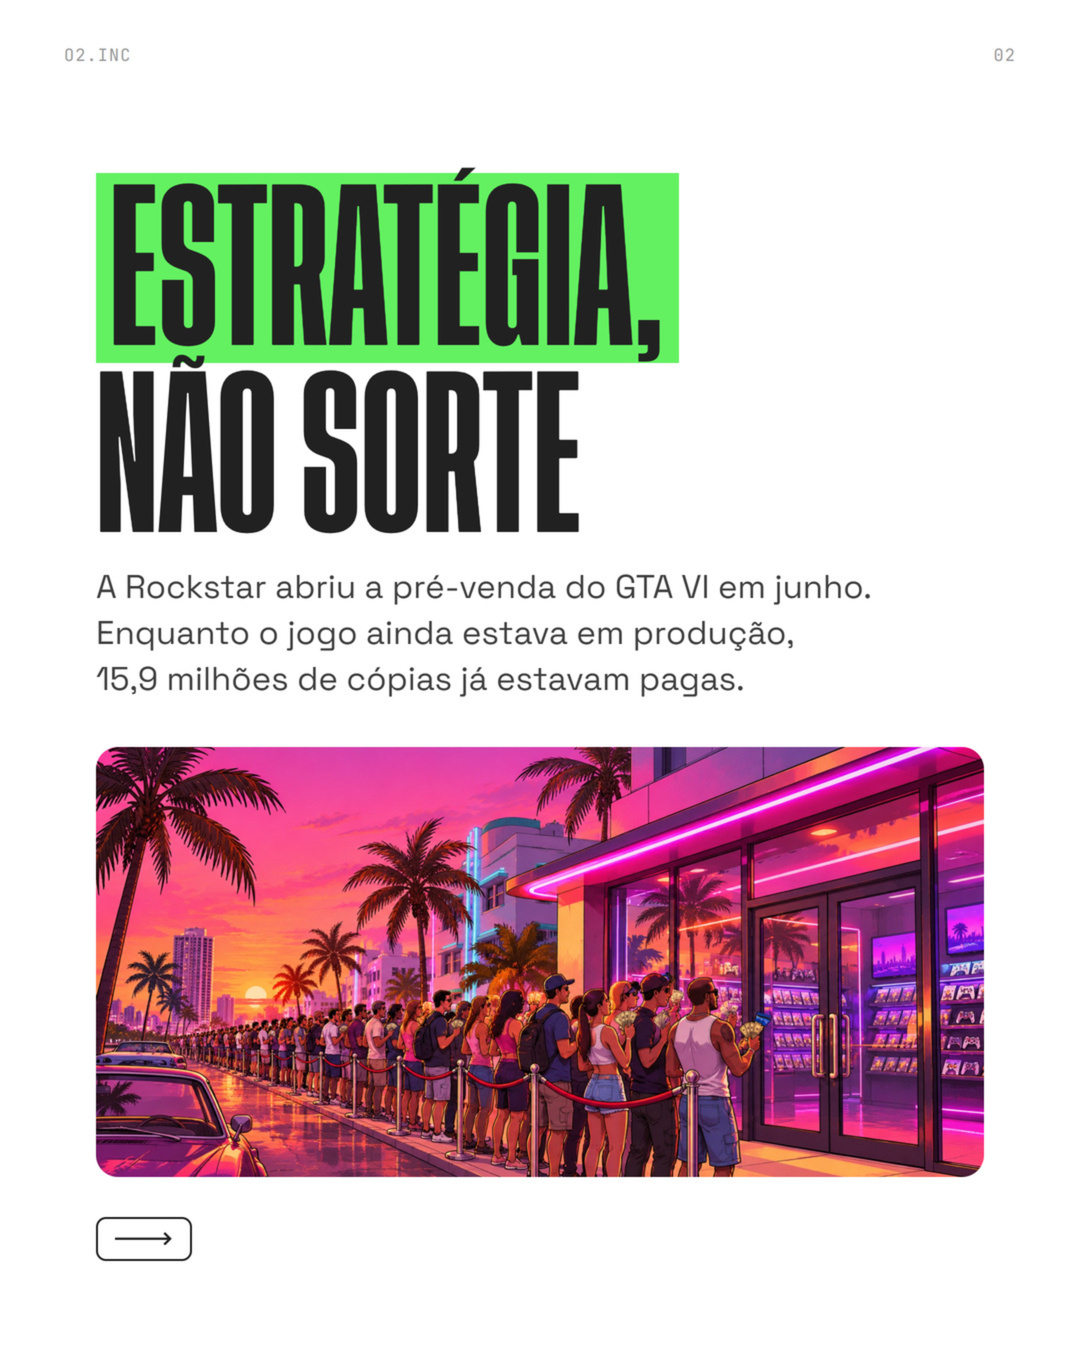 02.INC
02
ESTRATÉGIA,
NÃO SORTE
A Rockstar abriu a pré-venda do GTA VI em junho.
Enquanto o jogo ainda estava em produção,
15,9 milhões de cópias já estavam pagas.